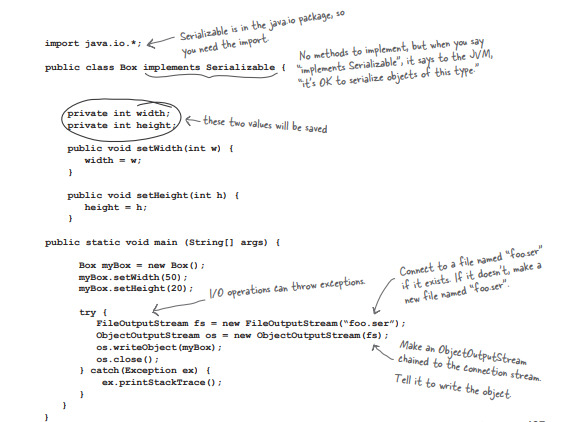 Serializable is in the java.io package, so
you need the import.
import java.io.*;
No methods to implement, but when you say
"implements Serializable", it says to the JVM,
"it's OK to serialize objects of this type."
public class Box implements Serializable {
private int width;
private int height;
these two values will be saved
public void setWidth(int w) {
width = w;
}
public void setHeight(int h) {
height = h;
}
public static void main (String[] args) {
Box myBox = new Box();
myBox.setWidth(50);
myBox.setHeight(20);
I/O operations can throw exceptions.
Connect to a file named "foo.ser"
if it exists. If it doesn't, make a
new file named "foo.ser".
try {
FileOutputStream fs = new FileOutputStream("foo.ser");
ObjectOutputStream os = new ObjectOutputStream(fs);
os.writeObject(myBox);
os.close();
Make an ObjectOutputStream
chained to the connection stream.
Tell it to write the object.
} catch(Exception ex) {
ex.printStackTrace();
}
}
}